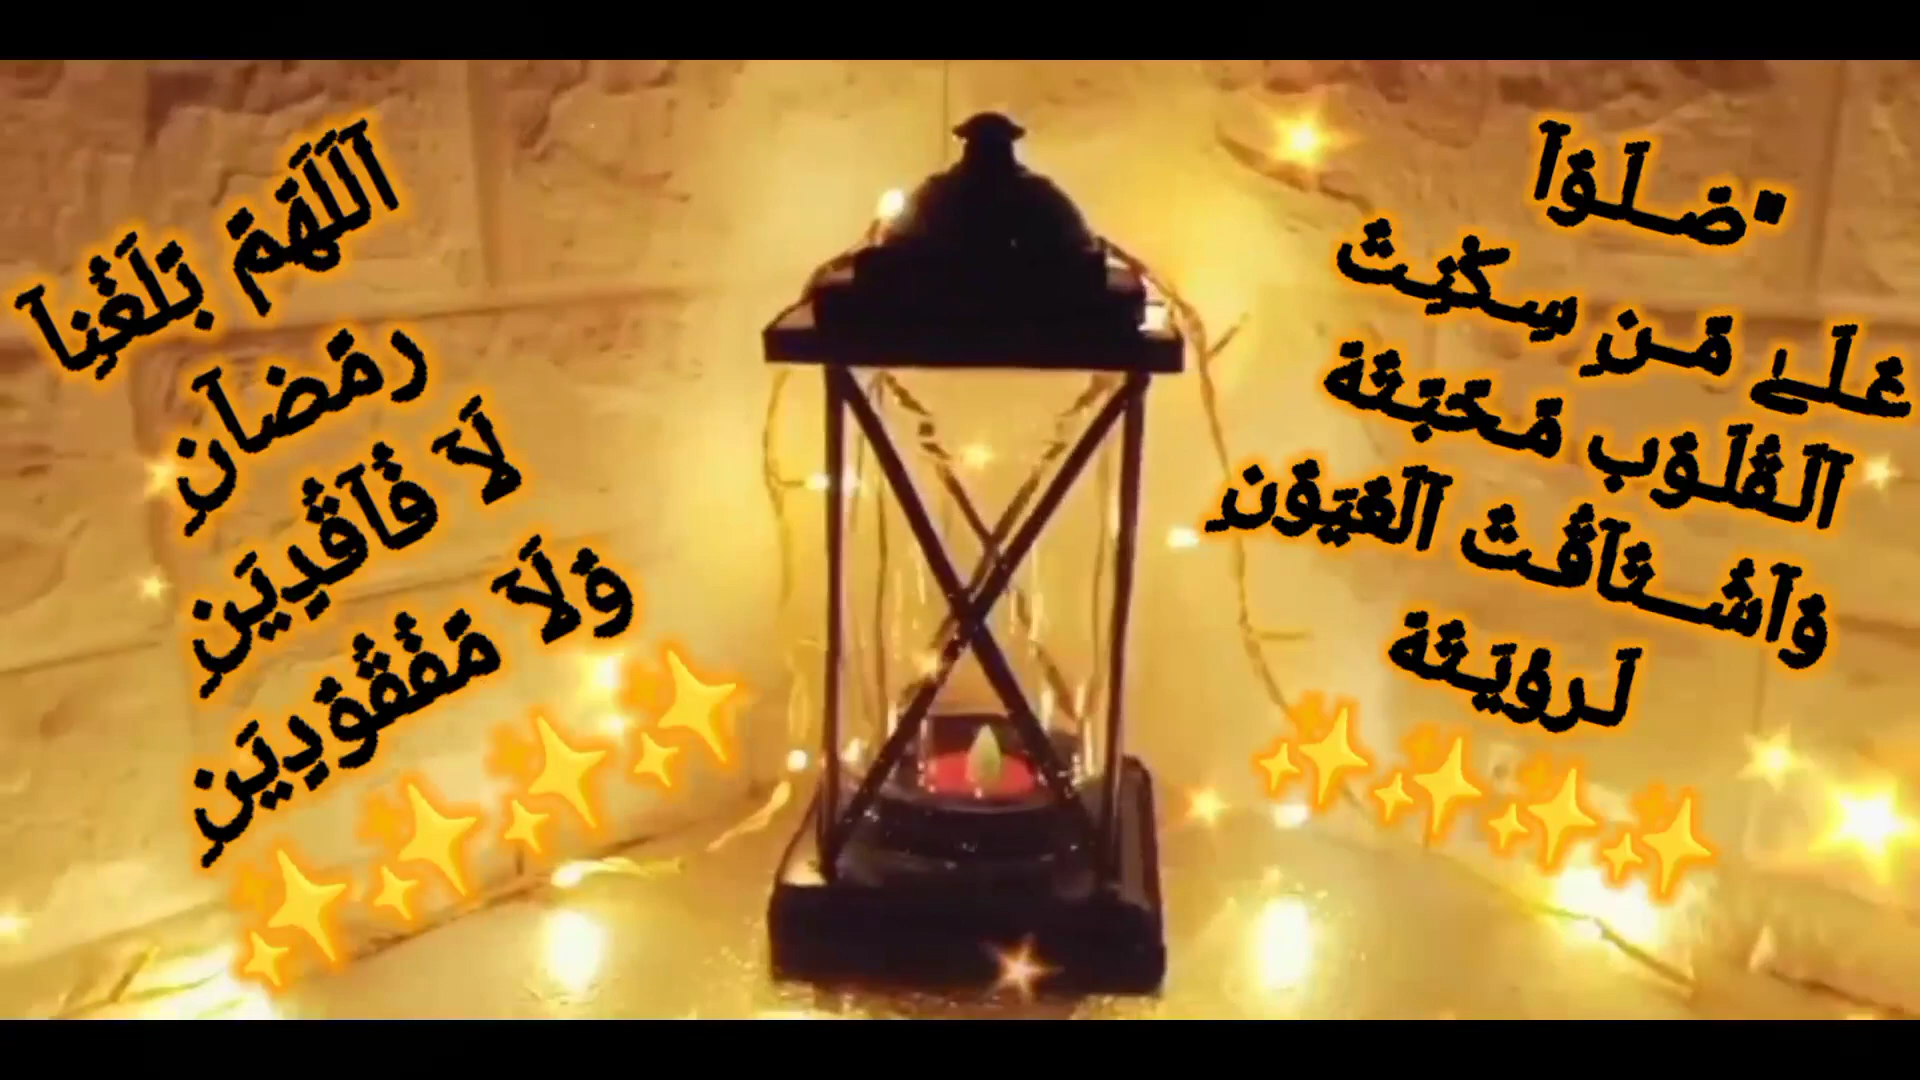 "صلوا
على من سكنت
القلوب محبته
واشتاقت العيون
لرؤيته
اللهم بلغنا
رمضان
لا فاقدين
ولا مفقودين